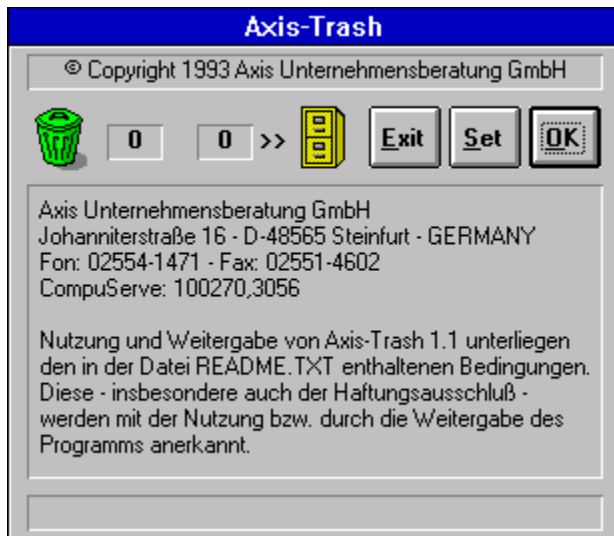 Axis-Trash
© Copyright 1993 Axis Unternehmensberatung GmbH
0 0 >> Exit Set OK
Axis Unternehmensberatung GmbH
Johanniterstraße 16 - D-48565 Steinfurt - GERMANY
Fon: 02554-1471 - Fax: 02551-4602
CompuServe: 100270,3056
Nutzung und Weitergabe von Axis-Trash 1.1 unterliegen
den in der Datei README.TXT enthaltenen Bedingungen.
Diese - insbesondere auch der Haftungsausschluß -
werden mit der Nutzung bzw. durch die Weitergabe des
Programms anerkannt.